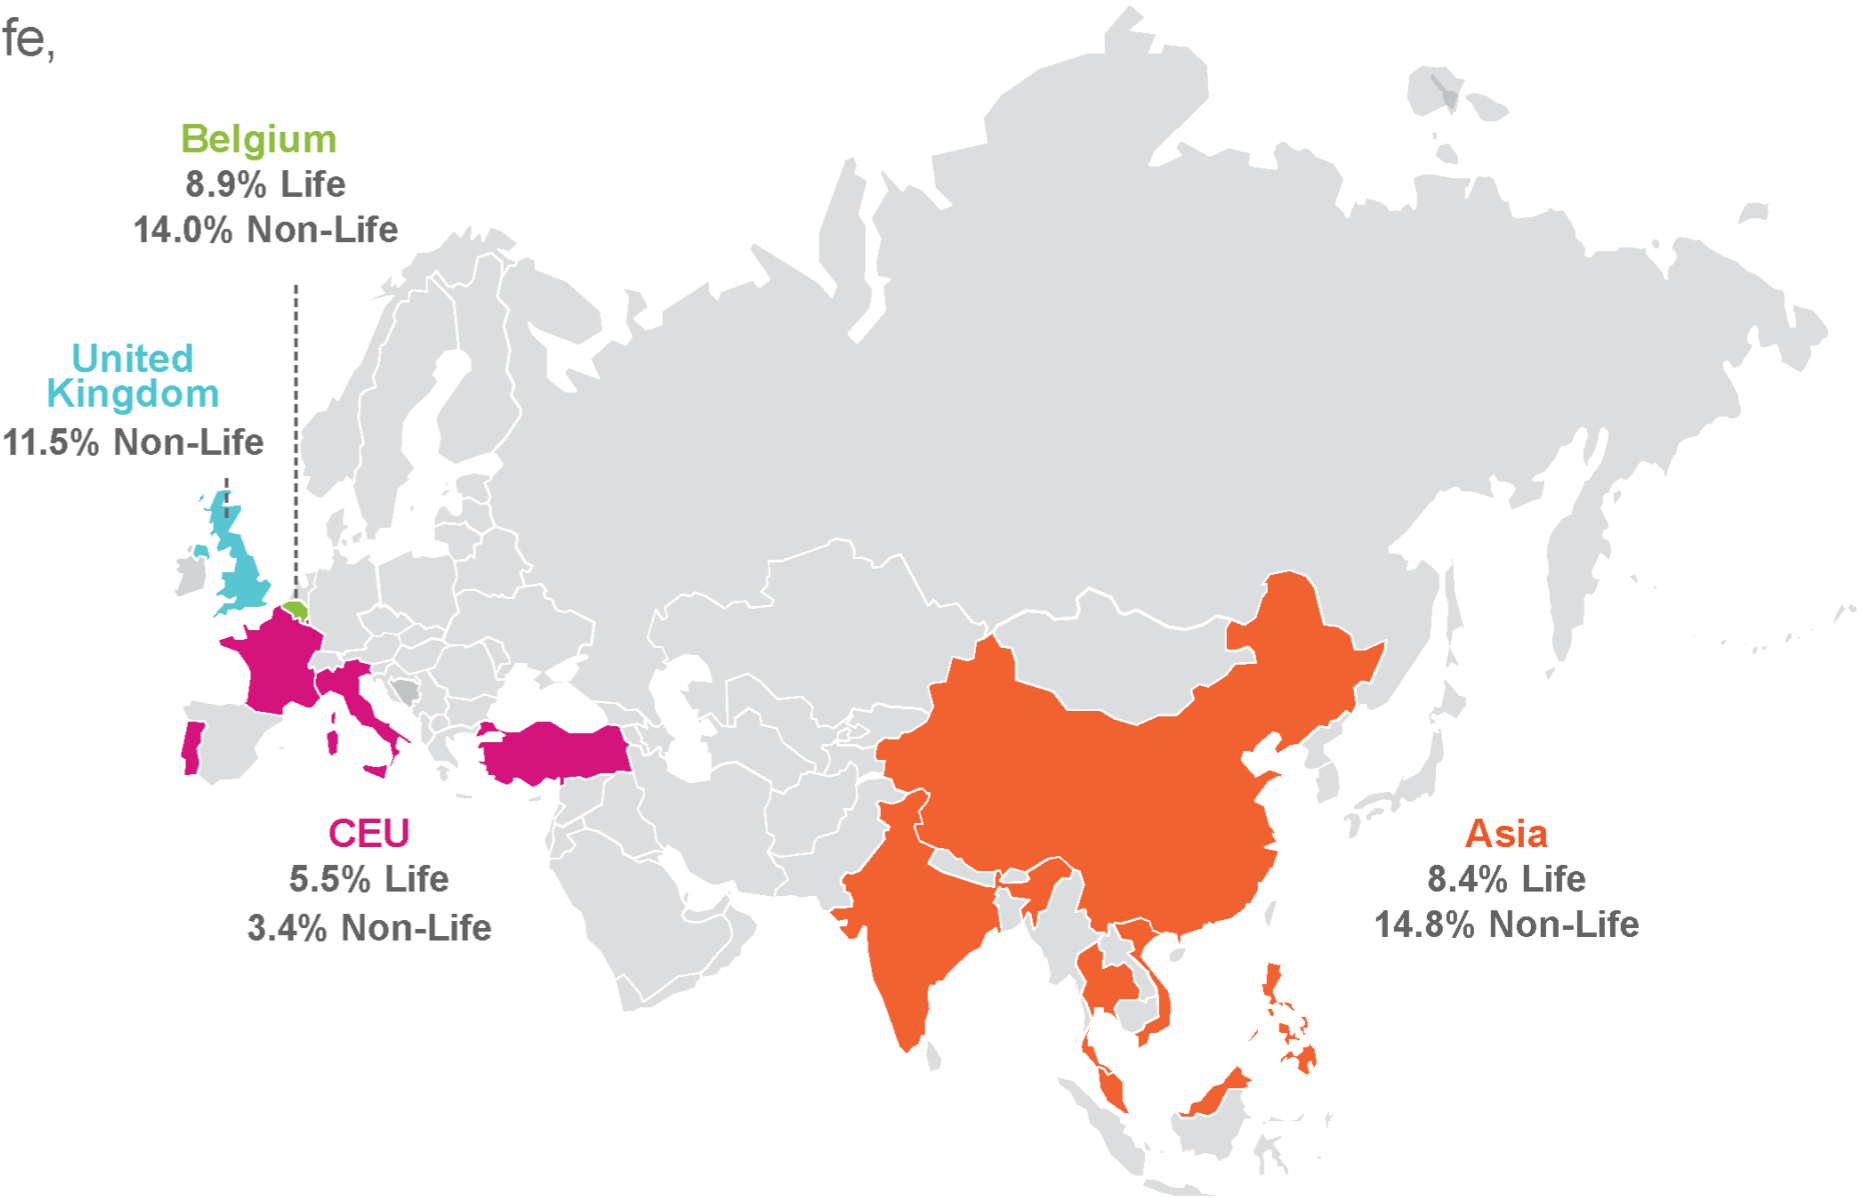 fe,
Belgium
8.9% Life
14.0% Non-Life
United
Kingdom
11.5% Non-Life
CEU
5.5% Life
3.4% Non-Life
Asia
8.4% Life
14.8% Non-Life